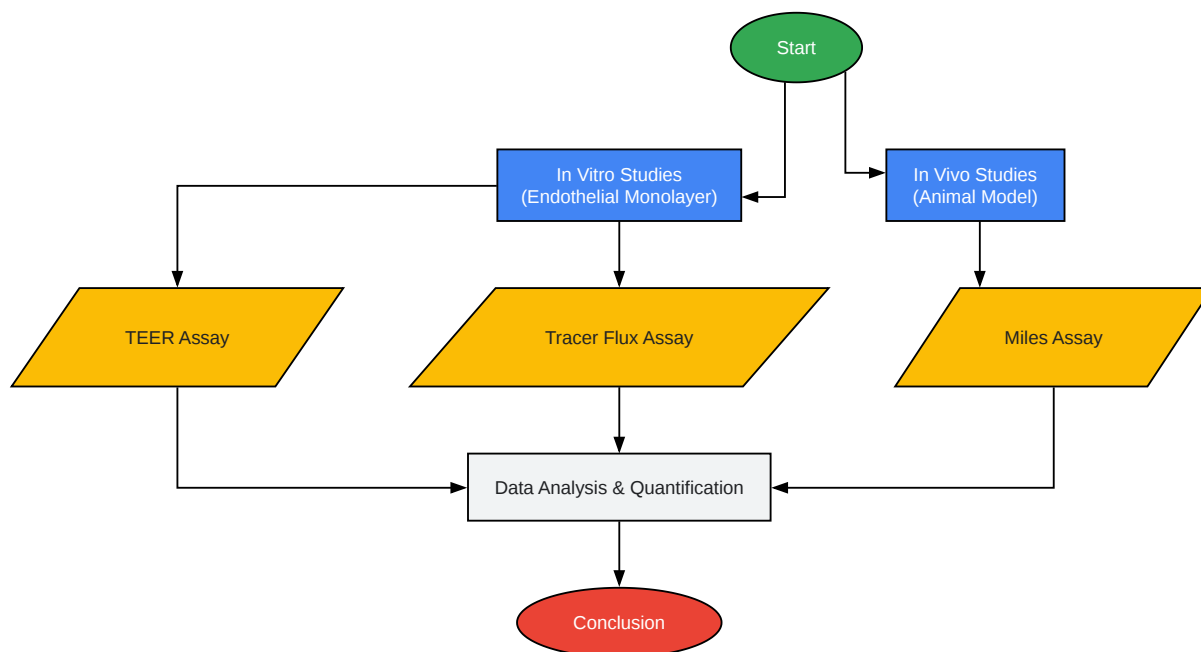 Start
In Vitro Studies
(Endothelial Monolayer)
In Vivo Studies
(Animal Model)
TEER Assay
Tracer Flux Assay
Miles Assay
Data Analysis & Quantification
Conclusion